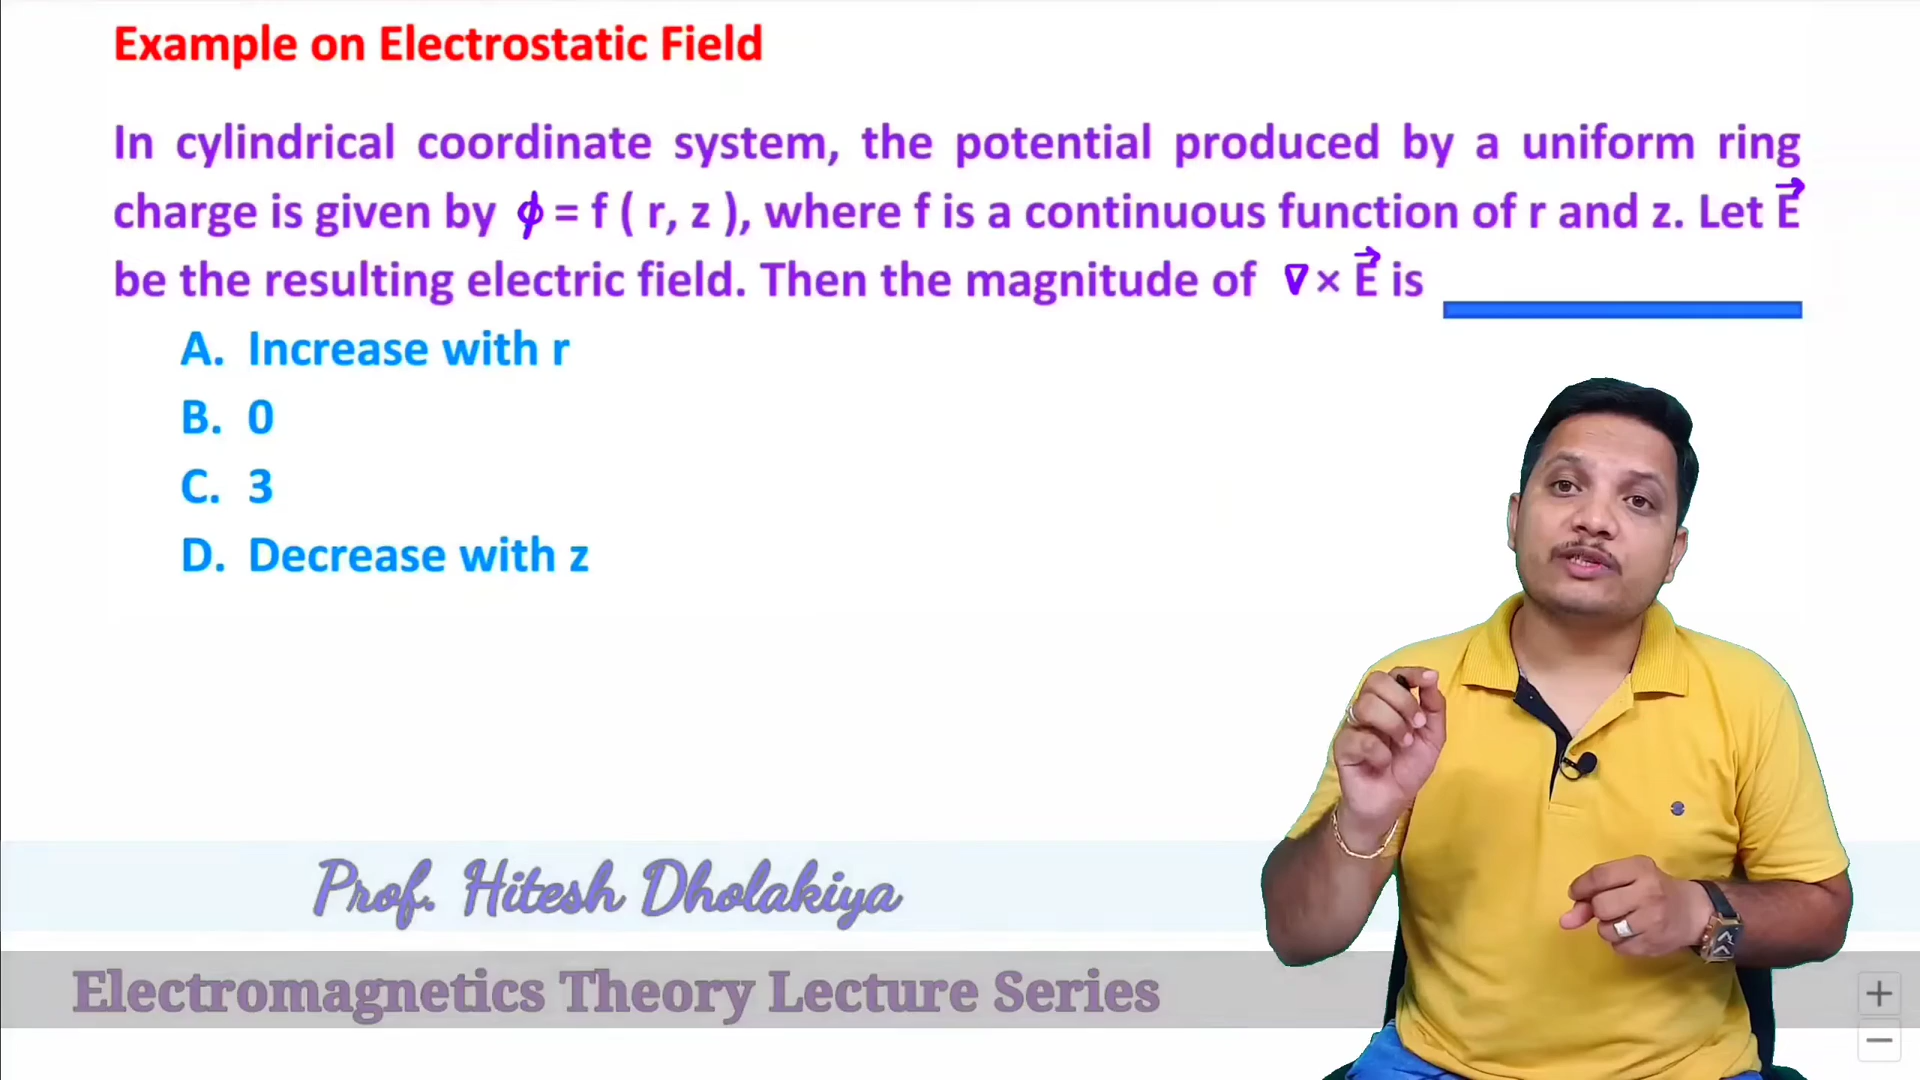 Example on Electrostatic Field
In cylindrical coordinate system, the potential produced by a uniform ring
charge is given by ϕ = f ( r, z ), where f is a continuous function of r and z. Let E⃗
be the resulting electric field. Then the magnitude of ∇ × E⃗ is
A. Increase with r
B. 0
C. 3
D. Decrease with z
Prof. Hitesh Dholakiya
Electromagnetics Theory Lecture Series